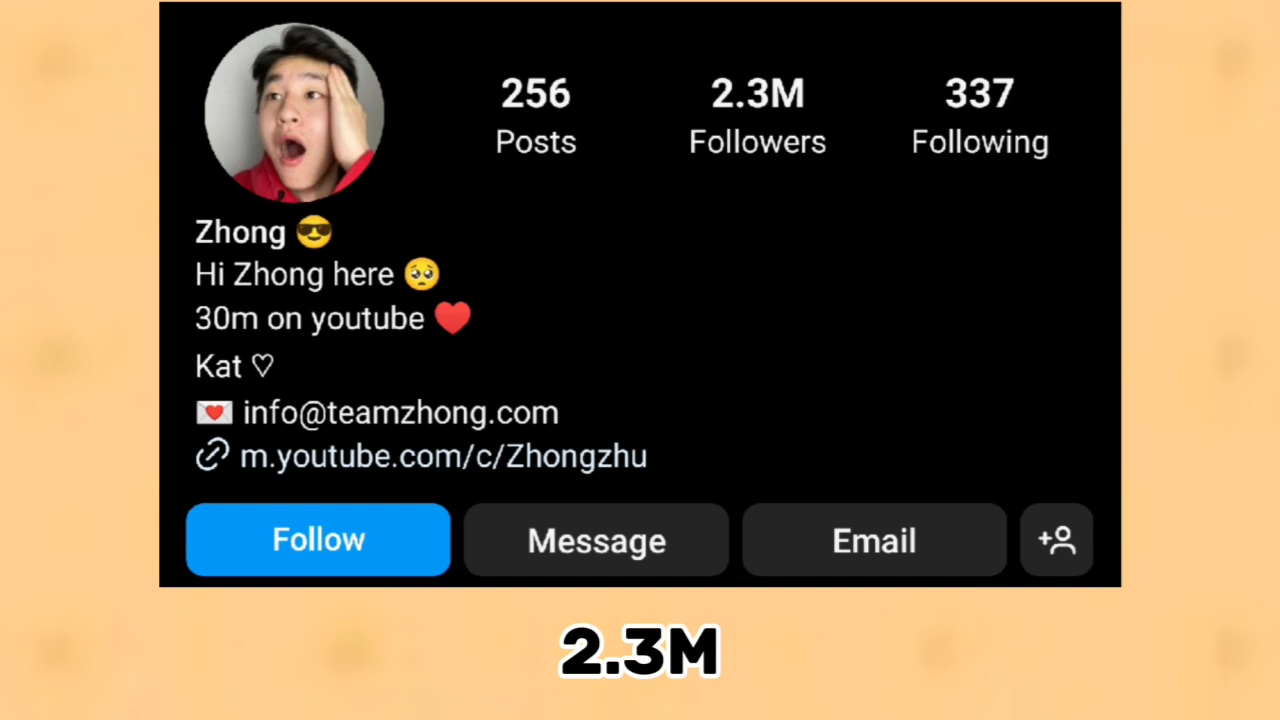 256 2.3M 337
Posts Followers Following
Zhong 😎
Hi Zhong here 🥺
30m on youtube ❤️
Kat ♡
💌 info@teamzhong.com
m.youtube.com/c/Zhongzhu
Follow Message Email
2.3M